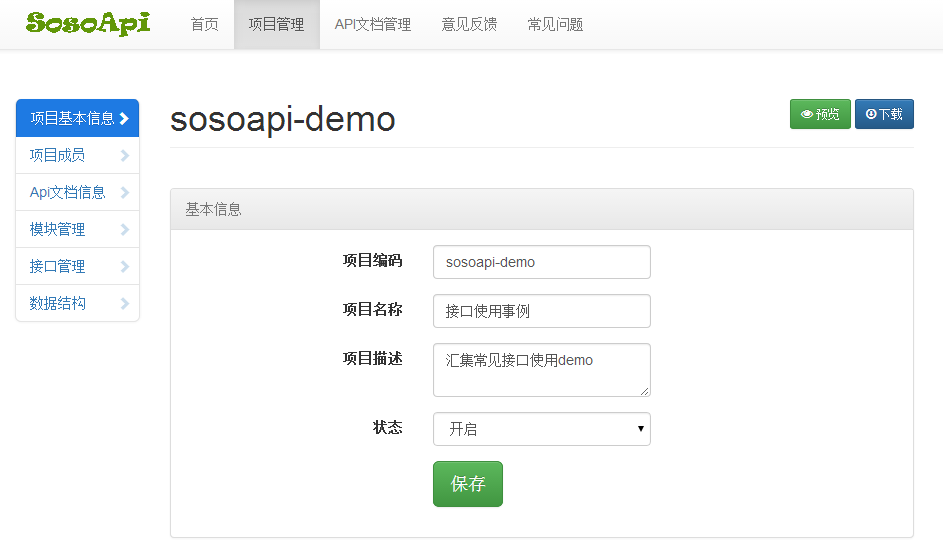 SosoApi 首页 项目管理 API文档管理 意见反馈 常见问题
项目基本信息
项目成员
Api文档信息
模块管理
接口管理
数据结构
sosoapi-demo
预览 下载
基本信息
项目编码 sosoapi-demo
项目名称 接口使用事例
项目描述 汇集常见接口使用demo
状态 开启
保存